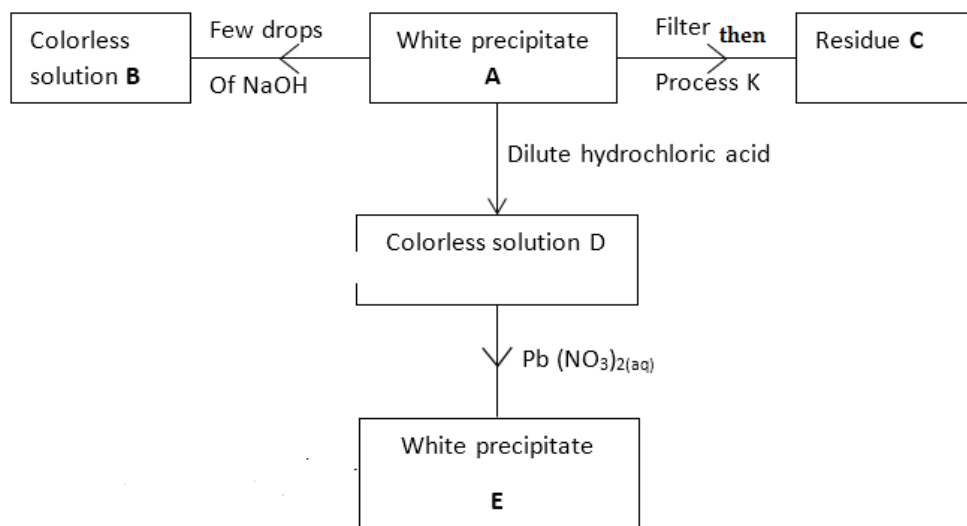 Colorless
solution B
Few drops
Of NaOH
White precipitate
A
Filter then
Process K
Residue C
Dilute hydrochloric acid
Colorless solution D
Pb (NO₃)₂₍ₐq₎
White precipitate
E